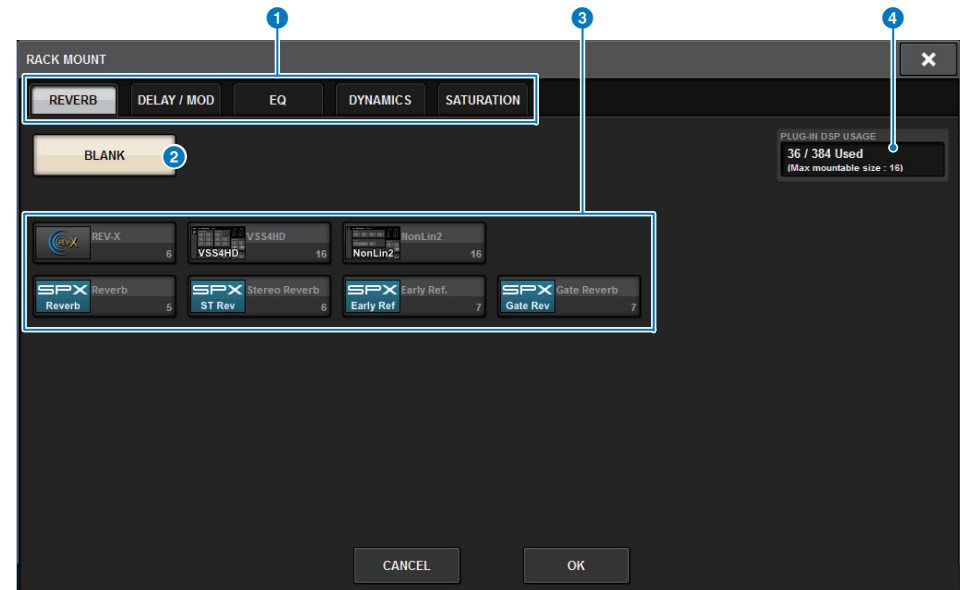 1 3 4
RACK MOUNT ×
REVERB DELAY / MOD EQ DYNAMICS SATURATION
BLANK 2
PLUG-IN DSP USAGE
36 / 384 Used
(Max mountable size : 16)
REV-X REV-X 6
VSS4HD VSS4HD 16
NonLin2 NonLin2 16
SPX Reverb Reverb 5
SPX ST Rev Stereo Reverb 6
SPX Early Ref Early Ref. 7
SPX Gate Rev Gate Reverb 7
CANCEL OK